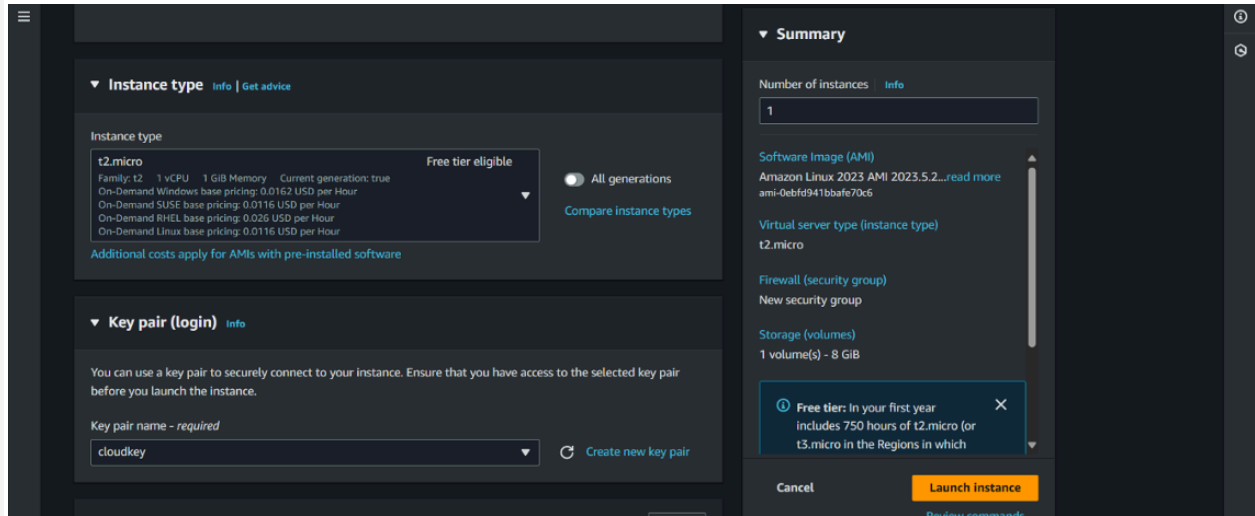 Instance type Info | Get advice
Instance type
t2.micro Free tier eligible
Family: t2 1 vCPU 1 GiB Memory Current generation: true
On-Demand Windows base pricing: 0.0162 USD per Hour
On-Demand SUSE base pricing: 0.0116 USD per Hour
On-Demand RHEL base pricing: 0.026 USD per Hour
On-Demand Linux base pricing: 0.0116 USD per Hour
All generations
Compare instance types
Additional costs apply for AMIs with pre-installed software
Key pair (login) Info
You can use a key pair to securely connect to your instance. Ensure that you have access to the selected key pair
before you launch the instance.
Key pair name - required
cloudkey
Create new key pair
Summary
Number of instances Info
1
Software Image (AMI)
Amazon Linux 2023 AMI 2023.5.2...read more
ami-0ebfd941bbafe70c6
Virtual server type (instance type)
t2.micro
Firewall (security group)
New security group
Storage (volumes)
1 volume(s) - 8 GiB
Free tier: In your first year
includes 750 hours of t2.micro (or
t3.micro in the Regions in which
Cancel Launch instance
Review commands